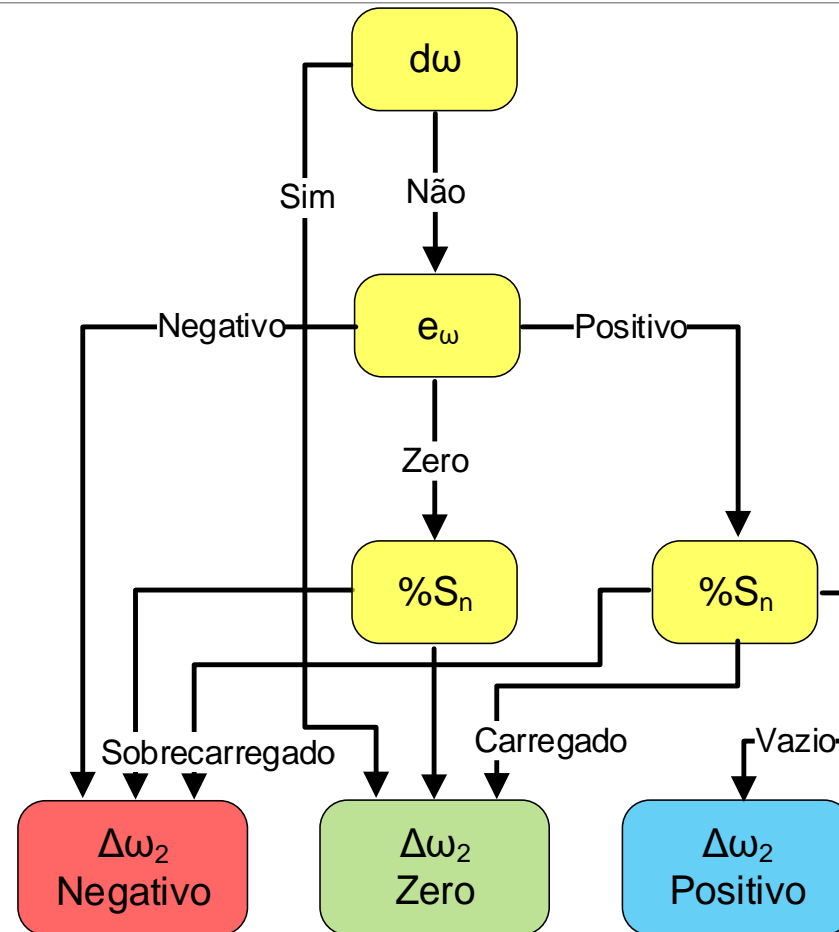 dω
Sim
Não
Negativo
eω
Positivo
Zero
%Sn
%Sn
Sobrecarregado
Carregado
Vazio
Δω2
Negativo
Δω2
Zero
Δω2
Positivo